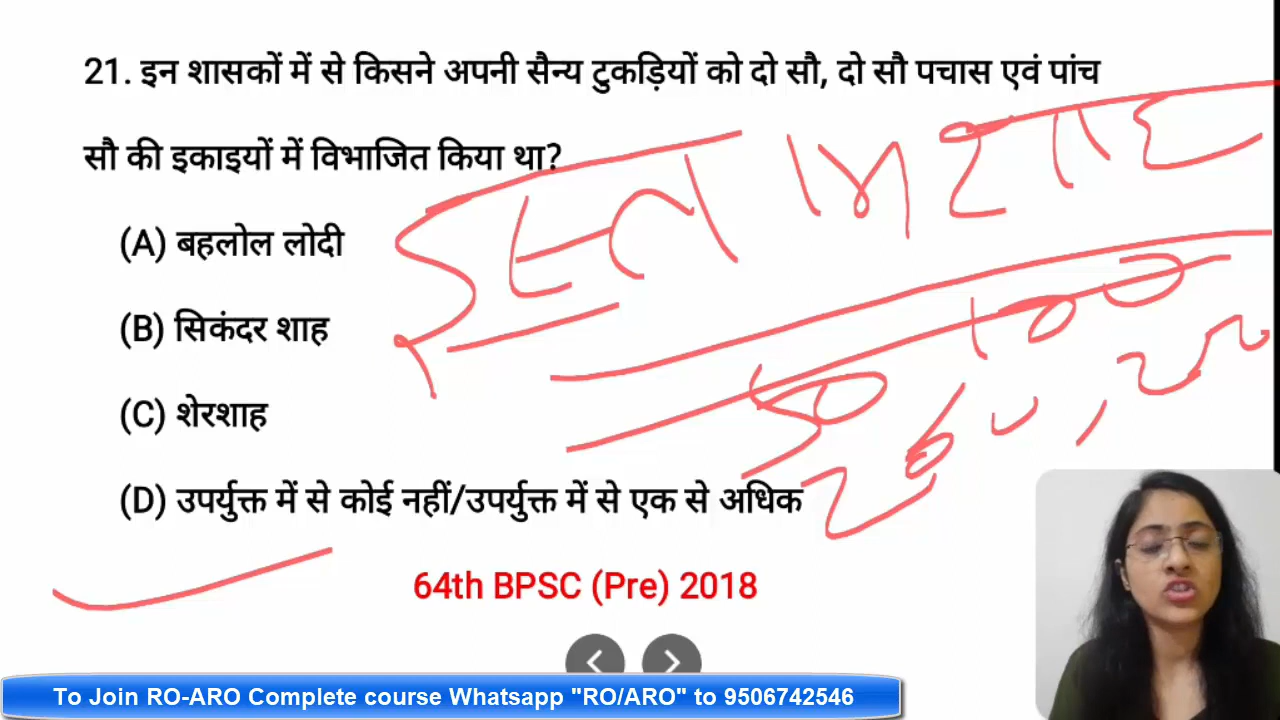 21. इन शासकों में से किसने अपनी सैन्य टुकड़ियों को दो सौ, दो सौ पचास एवं पांच
सौ की इकाइयों में विभाजित किया था?
(A) बहलोल लोदी
(B) सिकंदर शाह
(C) शेरशाह
(D) उपर्युक्त में से कोई नहीं/उपर्युक्त में से एक से अधिक
64th BPSC (Pre) 2018
To Join RO-ARO Complete course Whatsapp "RO/ARO" to 9506742546